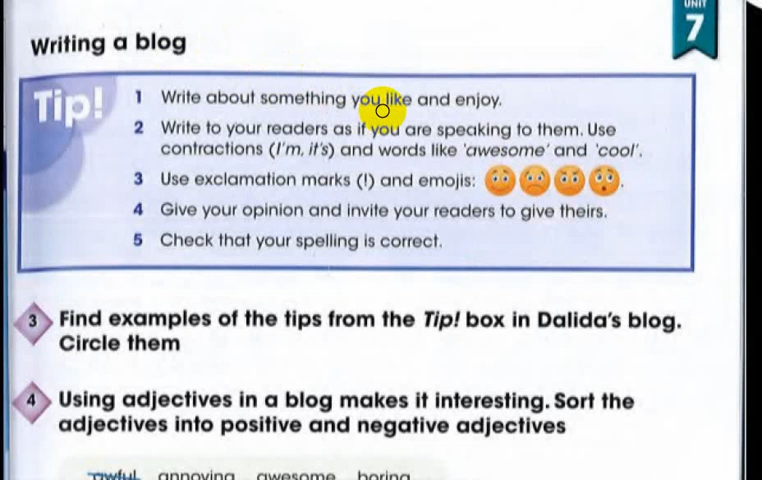 UNIT
7
Writing a blog
Tip!
1 Write about something you like and enjoy.
2 Write to your readers as if you are speaking to them. Use
contractions (I'm, it's) and words like 'awesome' and 'cool'.
3 Use exclamation marks (!) and emojis: 🙂 🙁 😠 😮.
4 Give your opinion and invite your readers to give theirs.
5 Check that your spelling is correct.
3 Find examples of the tips from the Tip! box in Dalida's blog.
Circle them
4 Using adjectives in a blog makes it interesting. Sort the
adjectives into positive and negative adjectives
awful annoying awesome boring